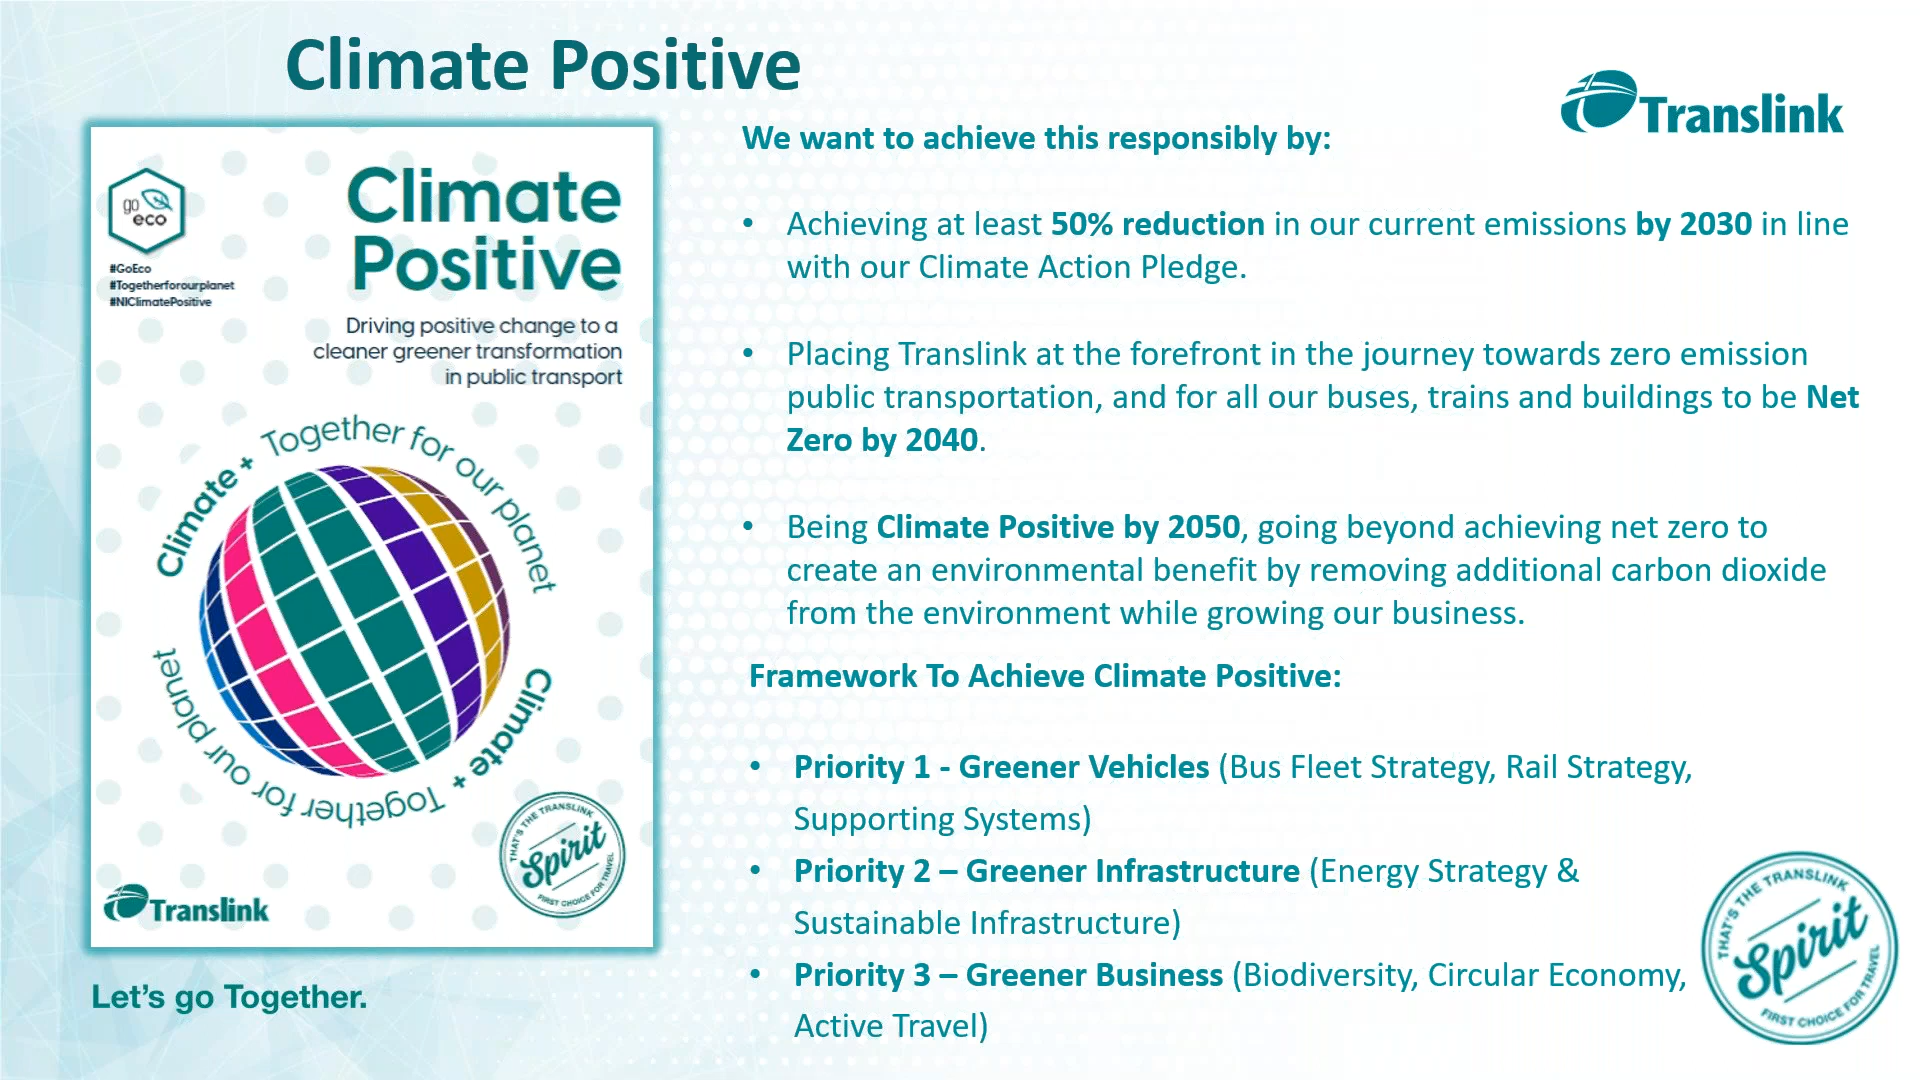 Climate Positive
Translink
go
eco
#GoEco
#Togetherforourplanet
#NIClimatePositive
Climate
Positive
Driving positive change to a
cleaner greener transformation
in public transport
Climate + Together for our planet
Climate + Together for our planet
THAT'S THE TRANSLINK
Spirit
FIRST CHOICE FOR TRAVEL
Translink
Let's go Together.
We want to achieve this responsibly by:
• Achieving at least 50% reduction in our current emissions by 2030 in line
with our Climate Action Pledge.
• Placing Translink at the forefront in the journey towards zero emission
public transportation, and for all our buses, trains and buildings to be Net
Zero by 2040.
• Being Climate Positive by 2050, going beyond achieving net zero to
create an environmental benefit by removing additional carbon dioxide
from the environment while growing our business.
Framework To Achieve Climate Positive:
• Priority 1 - Greener Vehicles (Bus Fleet Strategy, Rail Strategy,
Supporting Systems)
• Priority 2 – Greener Infrastructure (Energy Strategy &
Sustainable Infrastructure)
• Priority 3 – Greener Business (Biodiversity, Circular Economy,
Active Travel)
THAT'S THE TRANSLINK
Spirit
FIRST CHOICE FOR TRAVEL